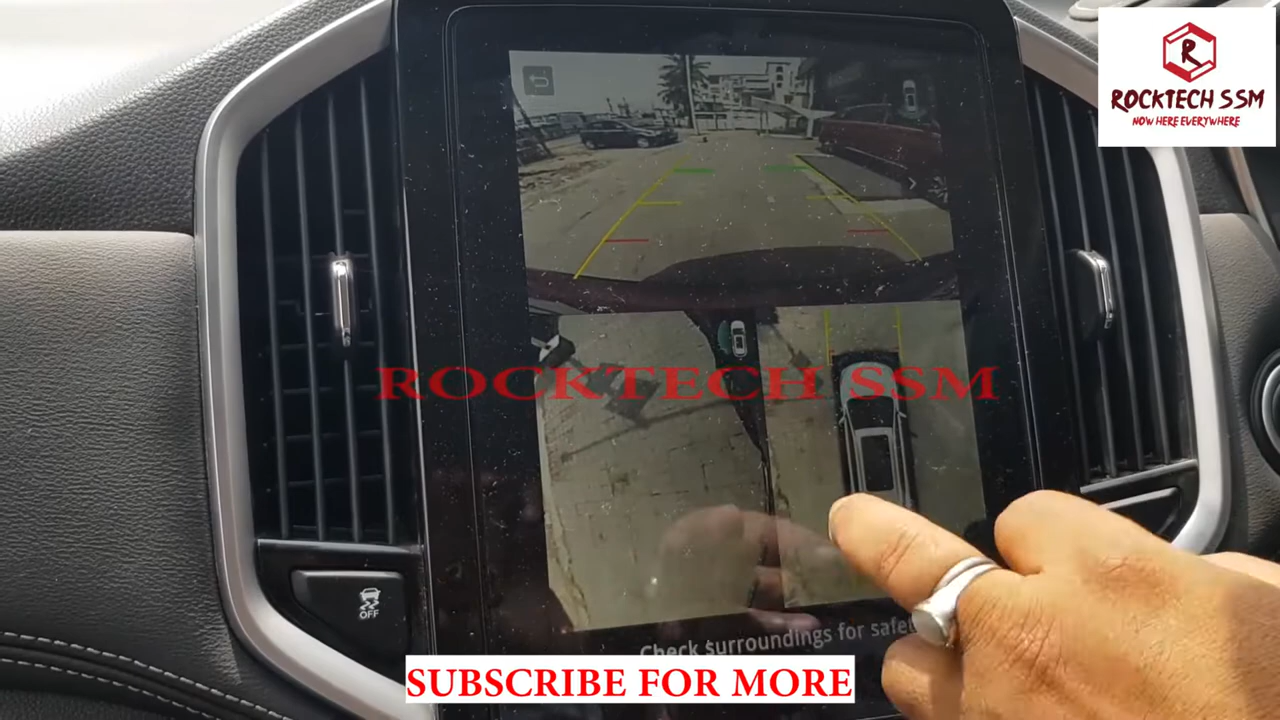 R
ROCKTECH SSM
NOW HERE EVERYWHERE
ROCKTECH SSM
OFF
Check surroundings for safet
SUBSCRIBE FOR MORE